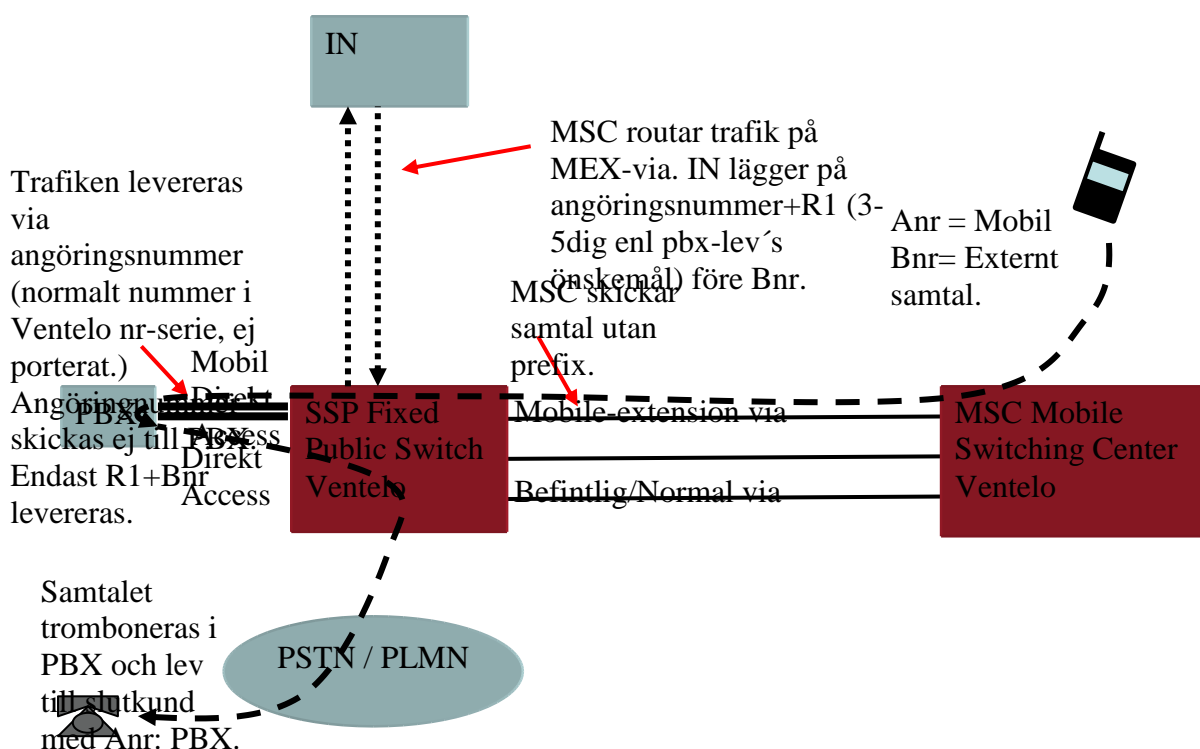 IN
MSC routar trafik på
MEX-via. IN lägger på
angöringsnummer+R1 (3-
5dig enl pbx-lev´s
önskemål) före Bnr.
Trafiken levereras
via
angöringsnummer
(normalt nummer i
Ventelo nr-serie, ej
porterat.)
Angöringnummer
skickas ej till PBX.
Endast R1+Bnr
levereras.
Anr = Mobil
Bnr= Externt
samtal.
MSC skickar
samtal utan
prefix.
Mobil
Direkt
Access
Direkt
Access
PBX
SSP Fixed
Public Switch
Ventelo
Mobile-extension via
Befintlig/Normal via
MSC Mobile
Switching Center
Ventelo
Samtalet
tromboneras i
PBX och lev
till slutkund
med Anr: PBX.
PSTN / PLMN